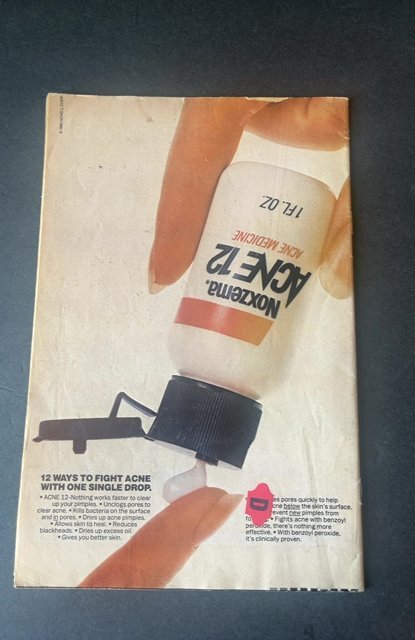 1 FL. OZ.
ACNE MEDICINE
ACNE 12
Noxzema.
12 WAYS TO FIGHT ACNE
WITH ONE SINGLE DROP.
• ACNE 12-Nothing works faster to clear
up your pimples. • Unclogs pores to
clear acne. • Kills bacteria on the surface
and in pores. • Dries up acne pimples.
• Allows skin to heal. • Reduces
blackheads. • Dries up excess oil.
• Gives you better skin.
pores quickly to help
below the skin's surface.
new pimples from
• Fights acne with benzoyl
peroxide, there's nothing more
effective. • With benzoyl peroxide,
it's clinically proven.
D